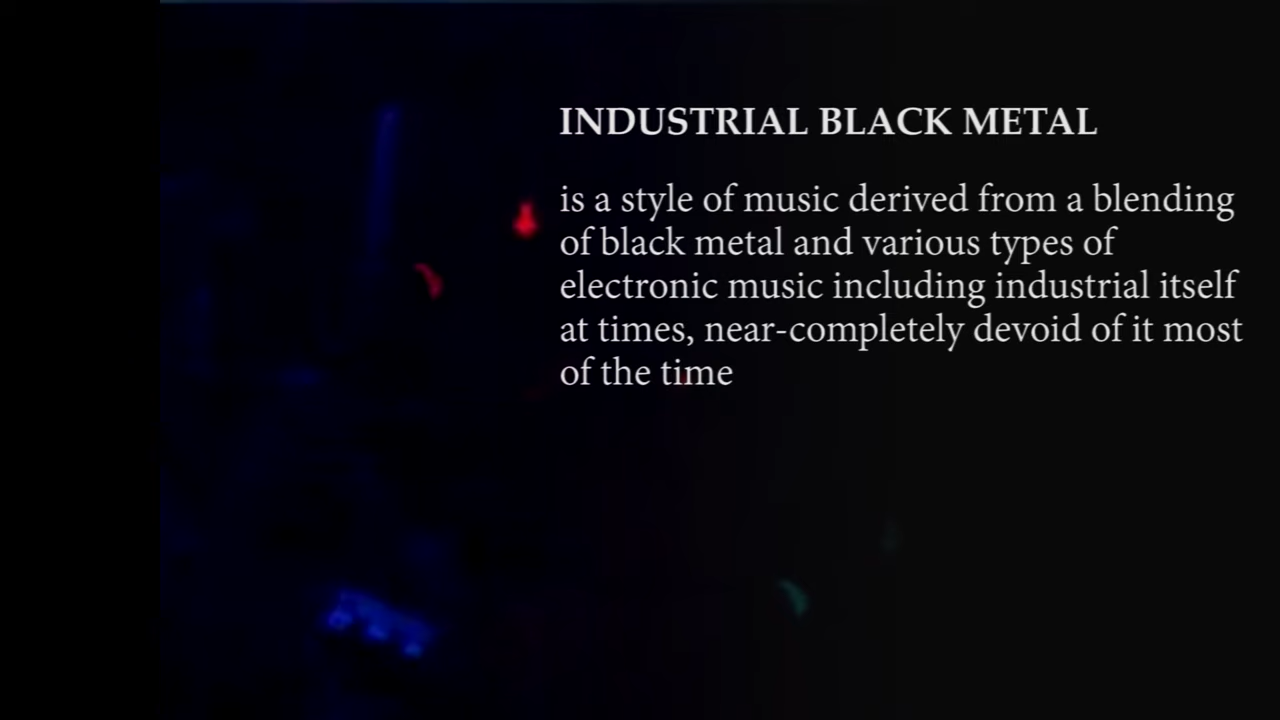 INDUSTRIAL BLACK METAL
is a style of music derived from a blending
of black metal and various types of
electronic music including industrial itself
at times, near-completely devoid of it most
of the time